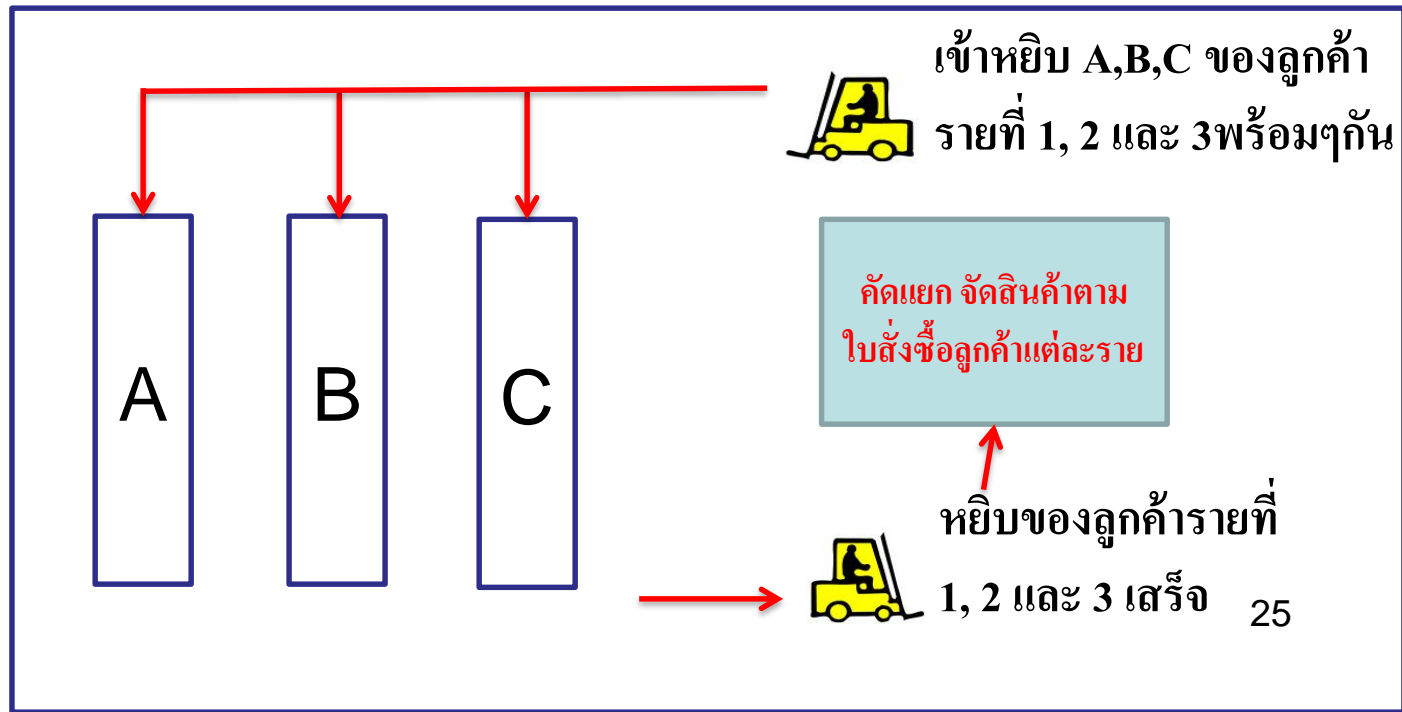 เข้าหยิบ A,B,C ของลูกค้า
รายที่ 1, 2 และ 3พร้อมๆกัน
คัดแยก จัดสินค้าตาม
ใบสั่งซื้อลูกค้าแต่ละราย
A
B
C
หยิบของลูกค้ารายที่
1, 2 และ 3 เสร็จ
25